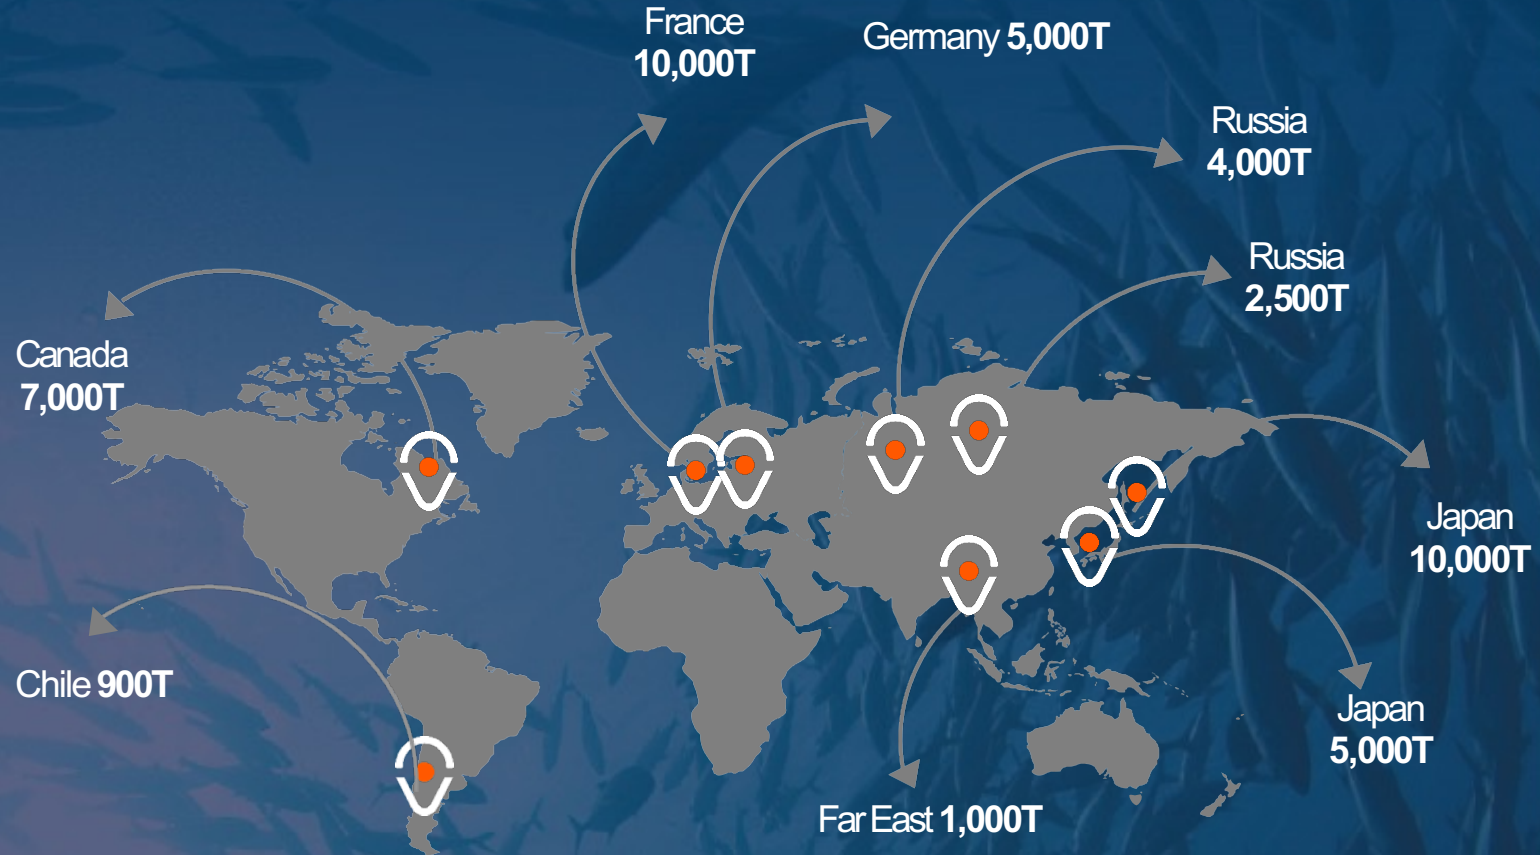 France
10,000T
Germany 5,000T
Russia
4,000T
Russia
2,500T
Canada
7,000T
Japan
10,000T
Chile 900T
Japan
5,000T
Far East 1,000T